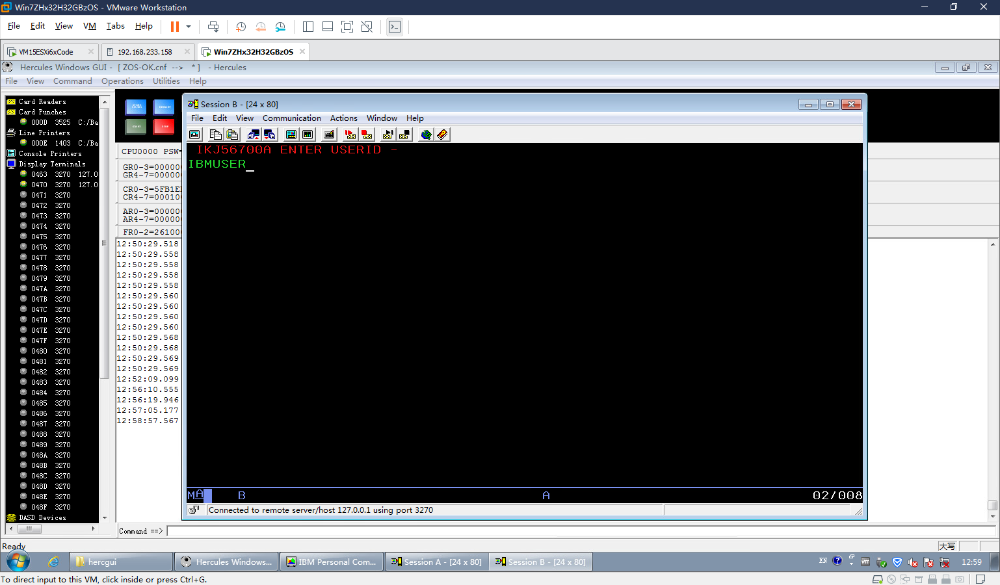 Win7ZHx32H32GBzOS - VMware Workstation
File Edit View VM Tabs Help
VM15ESXi6xCode
192.168.233.158
Win7ZHx32H32GBzOS
Hercules Windows GUI - [ ZOS-OK.cnf --> * ] - Hercules
File View Command Operations Utilities Help
Card Readers
Card Punches
000D 3525 C:/Ba
Line Printers
000E 1403 C:/Ba
Console Printers
Display Terminals
0463 3270 127.0
0470 3270 127.0
0471 3270
0472 3270
0473 3270
0474 3270
0475 3270
0476 3270
0477 3270
0478 3270
0479 3270
047A 3270
047B 3270
047C 3270
047D 3270
047E 3270
047F 3270
0480 3270
0481 3270
0482 3270
0483 3270
0484 3270
0485 3270
0486 3270
0487 3270
0488 3270
0489 3270
048A 3270
048B 3270
048C 3270
048D 3270
048E 3270
048F 3270
DASD Devices
CPU0000 PSW=
GR0-3=000000
GR4-7=000000
CR0-3=5FB1E
CR4-7=00010
AR0-3=000000
AR4-7=000000
FR0-2=26100
12:50:29.518
12:50:29.558
12:50:29.558
12:50:29.558
12:50:29.558
12:50:29.560
12:50:29.560
12:50:29.560
12:50:29.560
12:50:29.568
12:50:29.568
12:50:29.569
12:50:29.569
12:52:09.099
12:56:10.555
12:56:19.946
12:57:05.177
12:58:57.567
Session B - [24 x 80]
File Edit View Communication Actions Window Help
IKJ56700A ENTER USERID -
IBMUSER_
MA B A 02/008
Connected to remote server/host 127.0.0.1 using port 3270
Command ==>
Ready
大写
hercgui
Hercules Windows...
IBM Personal Com...
Session A - [24 x 80]
Session B - [24 x 80]
EN
12:59
To direct input to this VM, click inside or press Ctrl+G.